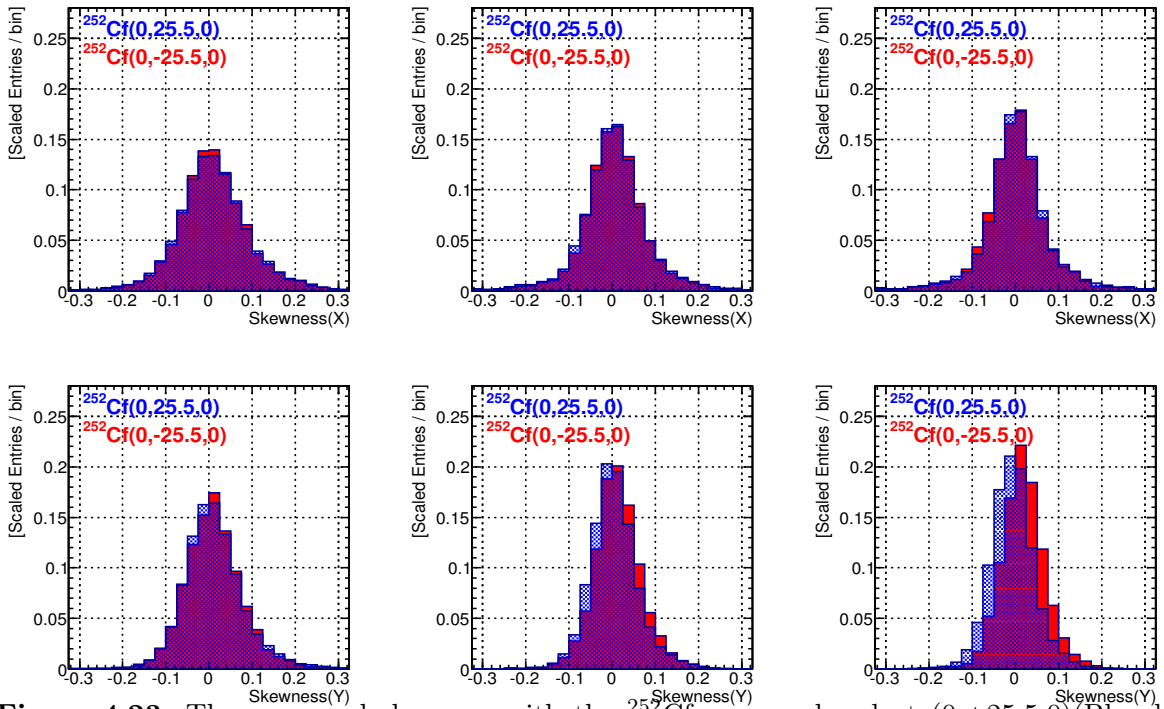 [Scaled Entries / bin]
0.25
0.2
0.15
0.1
0.05
0
²⁵²Cf(0,25.5,0)
²⁵²Cf(0,-25.5,0)
-0.3 -0.2 -0.1 0 0.1 0.2 0.3
Skewness(X)
[Scaled Entries / bin]
0.25
0.2
0.15
0.1
0.05
0
²⁵²Cf(0,25.5,0)
²⁵²Cf(0,-25.5,0)
-0.3 -0.2 -0.1 0 0.1 0.2 0.3
Skewness(X)
[Scaled Entries / bin]
0.25
0.2
0.15
0.1
0.05
0
²⁵²Cf(0,25.5,0)
²⁵²Cf(0,-25.5,0)
-0.3 -0.2 -0.1 0 0.1 0.2 0.3
Skewness(X)
[Scaled Entries / bin]
0.25
0.2
0.15
0.1
0.05
0
²⁵²Cf(0,25.5,0)
²⁵²Cf(0,-25.5,0)
-0.3 -0.2 -0.1 0 0.1 0.2 0.3
Skewness(Y)
[Scaled Entries / bin]
0.25
0.2
0.15
0.1
0.05
0
²⁵²Cf(0,25.5,0)
²⁵²Cf(0,-25.5,0)
-0.3 -0.2 -0.1 0 0.1 0.2 0.3
Skewness(Y)
[Scaled Entries / bin]
0.25
0.2
0.15
0.1
0.05
0
²⁵²Cf(0,25.5,0)
²⁵²Cf(0,-25.5,0)
-0.3 -0.2 -0.1 0 0.1 0.2 0.3
Skewness(Y)
with the ²⁵²Cf